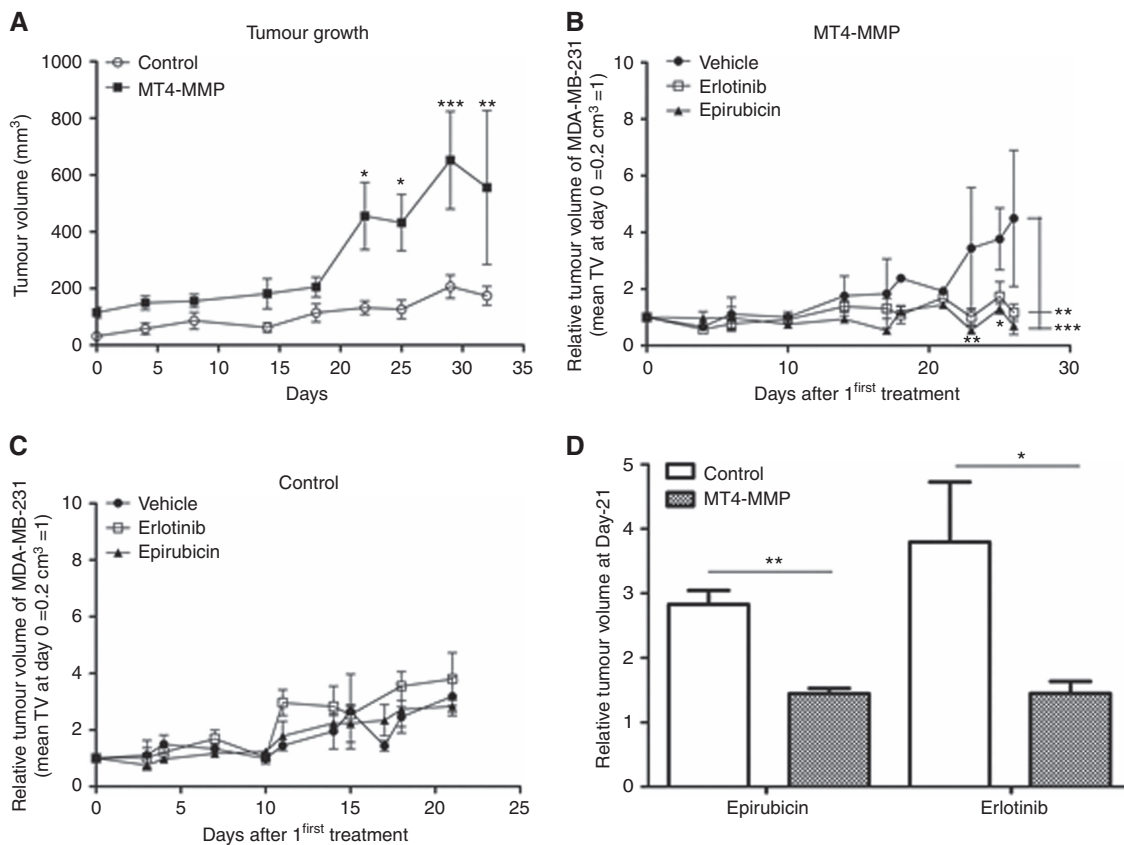 A
Tumour growth
Control
MT4-MMP
Tumour volume (mm³)
1000
800
600
400
200
0
* * *** **
0 5 10 15 20 25 30 35
Days
B
MT4-MMP
Vehicle
Erlotinib
Epirubicin
Relative tumour volume of MDA-MB-231
(mean TV at day 0 =0.2 cm³ =1)
10
8
6
4
2
0
**
***
*
**
0 10 20 30
Days after 1first treatment
C
Control
Vehicle
Erlotinib
Epirubicin
Relative tumour volume of MDA-MB-231
(mean TV at day 0 =0.2 cm³ =1)
10
8
6
4
2
0
0 5 10 15 20 25
Days after 1first treatment
D
Control
MT4-MMP
Relative tumour volume at Day-21
5
4
3
2
1
0
**
*
Epirubicin Erlotinib